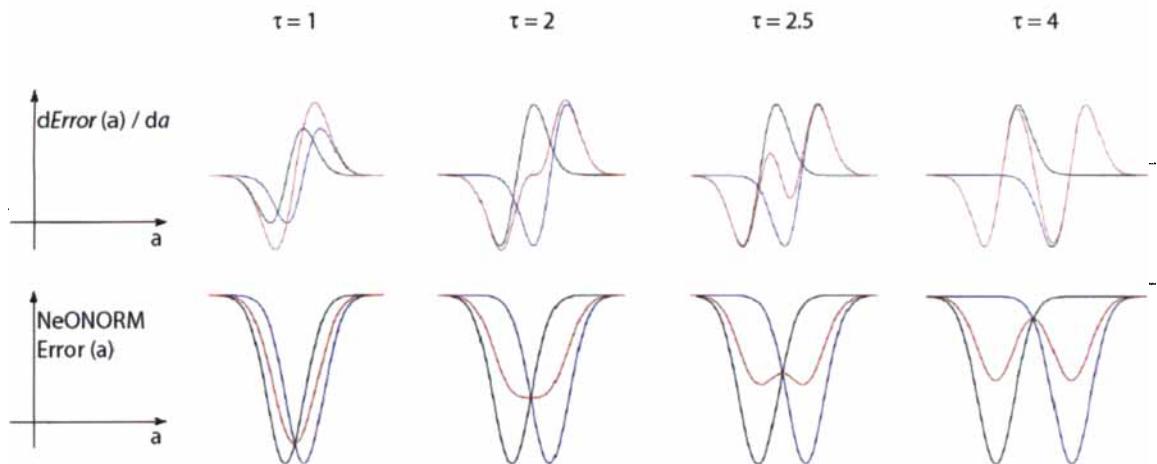 τ = 1
τ = 2
τ = 2.5
τ = 4
dError (a) / da
a
NeONORM
Error (a)
a